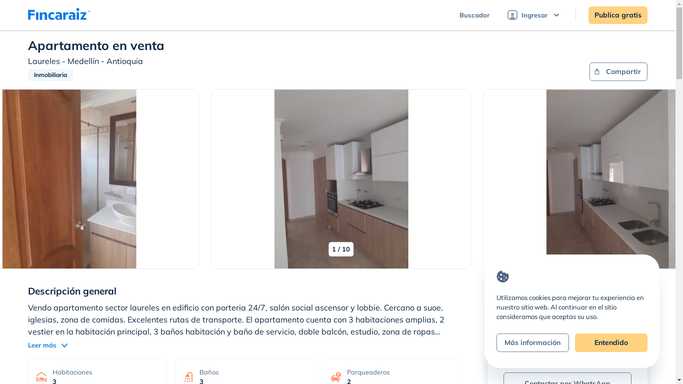 Fincaraiz
Buscador
Ingresar
Publica gratis
Apartamento en venta
Laureles - Medellín - Antioquia
Inmobiliaria
Compartir
1 / 10
Descripción general
Vendo apartamento sector laureles en edificio con parteria 24/7, salón social ascensor y lobbie. Cercano a suoe.
iglesias, zona de comidas. Excelentes rutas de transporte. El apartamento cuenta con 3 habitaciones amplias, 2
vestier en la habitación principal, 3 baños habitación y baño de servicio, doble balcón, estudio, zona de ropas...
Leer más
Habitaciones
3
Baños
3
Parqueaderos
2
Utilizamos cookies para mejorar tu experiencia en
nuestro sitio web. Al continuar en el sitio
consideramos que aceptas su uso.
Más información
Entendido
Contactar por WhatsApp